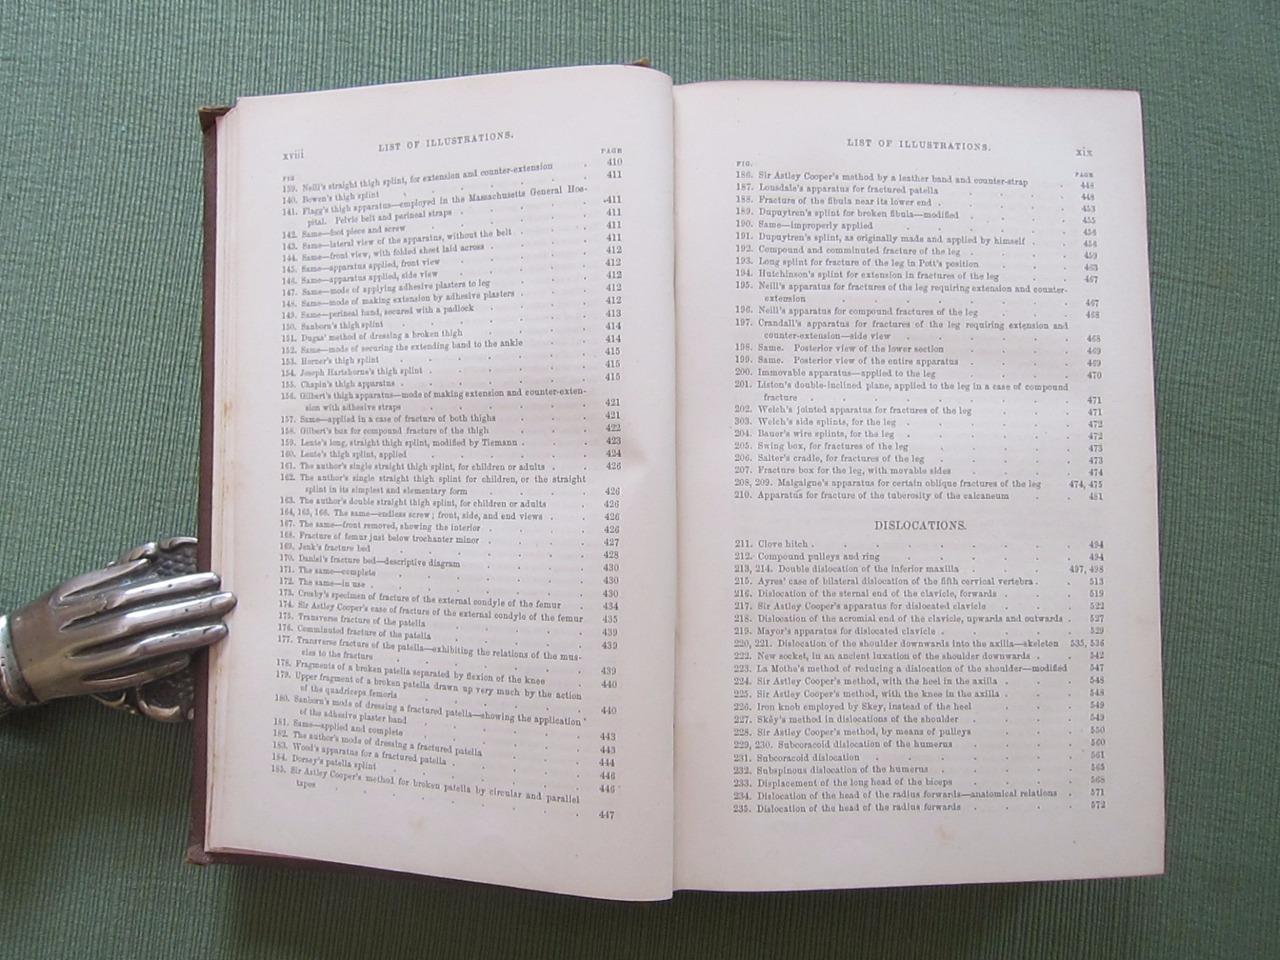 xviii LIST OF ILLUSTRATIONS.
FIG PAGE
139. Neill's straight thigh splint, for extension and counter-extension . 410
140. Bowen's thigh splint . . . . . 411
141. Flagg's thigh apparatus—employed in the Massachusetts General Hos-
pital. Pelvic belt and perineal straps . . . . 411
142. Same—foot piece and screw . . . . 411
143. Same—lateral view of the apparatus, without the belt . . . 411
144. Same—front view, with folded sheet laid across . . . 411
145. Same—apparatus applied, front view . . . . 412
146. Same—apparatus applied, side view . . . . 412
147. Same—mode of applying adhesive plasters to leg . . . 412
148. Same—mode of making extension by adhesive plasters . . . 412
149. Same—perineal band, secured with a padlock . . . 412
150. Sanborn's thigh splint . . . . . 413
151. Dugas' method of dressing a broken thigh . . . . 414
152. Same—mode of securing the extending band to the ankle . . 414
153. Horner's thigh splint . . . . . 415
154. Joseph Hartshorne's thigh splint . . . . . 415
155. Chapin's thigh apparatus . . . . . 415
156. Gilbert's thigh apparatus—mode of making extension and counter-exten-
sion with adhesive straps . . . . . 421
157. Same—applied in a case of fracture of both thighs . . . 421
158. Gilbert's box for compound fracture of the thigh . . . 422
159. Lente's long, straight thigh splint, modified by Tiemann . . . 423
160. Lente's thigh splint, applied . . . . . 424
161. The author's single straight thigh splint, for children or adults . . 426
162. The author's single straight thigh splint for children, or the straight
splint in its simplest and elementary form . . . . 426
163. The author's double straight thigh splint, for children or adults . 426
164, 165, 166. The same—endless screw; front, side, and end views . . 426
167. The same—front removed, showing the interior . . . 426
168. Fracture of femur just below trochanter minor . . . 427
169. Jenk's fracture bed . . . . . 428
170. Daniel's fracture bed—descriptive diagram . . . . 430
171. The same—complete . . . . . 430
172. The same—in use . . . . . 430
173. Crosby's specimen of fracture of the external condyle of the femur . 434
174. Sir Astley Cooper's case of fracture of the external condyle of the femur 435
175. Transverse fracture of the patella . . . . 439
176. Comminuted fracture of the patella . . . . 439
177. Transverse fracture of the patella—exhibiting the relations of the mus-
cles to the fracture . . . . . 439
178. Fragments of a broken patella separated by flexion of the knee . 440
179. Upper fragment of a broken patella drawn up very much by the action
of the quadriceps femoris . . . . . 440
180. Sanborn's mode of dressing a fractured patella—showing the application
of the adhesive plaster band . . . . . 443
181. Same—applied and complete . . . . . 443
182. The author's mode of dressing a fractured patella . . . 444
183. Wood's apparatus for a fractured patella . . . . 446
184. Dorsey's patella splint . . . . . 446
185. Sir Astley Cooper's method for broken patella by circular and parallel
tapes . . . . . . 447
LIST OF ILLUSTRATIONS. xix
FIG. PAGE
186. Sir Astley Cooper's method by a leather band and counter-strap . 448
187. Lonsdale's apparatus for fractured patella . . . . 448
188. Fracture of the fibula near its lower end . . . . 453
189. Dupuytren's splint for broken fibula—modified . . . 455
190. Same—improperly applied . . . . . 454
191. Dupuytren's splint, as originally made and applied by himself . . 454
192. Compound and comminuted fracture of the leg . . . . 459
193. Long splint for fracture of the leg in Pott's position . . . 463
194. Hutchinson's splint for extension in fractures of the leg . . 467
195. Neill's apparatus for fractures of the leg requiring extension and counter-
extension . . . . . . 467
196. Neill's apparatus for compound fractures of the leg . . . 468
197. Crandall's apparatus for fractures of the leg requiring extension and
counter-extension—side view . . . . . 468
198. Same. Posterior view of the lower section . . . . 469
199. Same. Posterior view of the entire apparatus . . . . 469
200. Immovable apparatus—applied to the leg . . . . 470
201. Liston's double-inclined plane, applied to the leg in a case of compound
fracture . . . . . . 471
202. Welch's jointed apparatus for fractures of the leg . . . 471
303. Welch's side splints, for the leg . . . . . 472
204. Bauer's wire splints, for the leg . . . . . 472
205. Swing box, for fractures of the leg . . . . 473
206. Salter's cradle, for fractures of the leg . . . . 473
207. Fracture box for the leg, with movable sides . . . . 474
208, 209. Malgaigne's apparatus for certain oblique fractures of the leg 474, 475
210. Apparatus for fracture of the tuberosity of the calcaneum . . 481
DISLOCATIONS.
211. Clove hitch . . . . . . 494
212. Compound pulleys and ring . . . . . 494
213, 214. Double dislocation of the inferior maxilla . . . 497, 498
215. Ayres' case of bilateral dislocation of the fifth cervical vertebra . . 513
216. Dislocation of the sternal end of the clavicle, forwards . . . 519
217. Sir Astley Cooper's apparatus for dislocated clavicle . . . 522
218. Dislocation of the acromial end of the clavicle, upwards and outwards . 527
219. Mayor's apparatus for dislocated clavicle . . . . 529
220, 221. Dislocation of the shoulder downwards into the axilla—skeleton 535, 536
222. New socket, in an ancient luxation of the shoulder downwards . . 542
223. La Mothe's method of reducing a dislocation of the shoulder—modified 547
224. Sir Astley Cooper's method, with the heel in the axilla . . . 548
225. Sir Astley Cooper's method, with the knee in the axilla . . . 548
226. Iron knob employed by Skey, instead of the heel . . . 549
227. Skey's method in dislocations of the shoulder . . . 549
228. Sir Astley Cooper's method, by means of pulleys . . . 550
229, 230. Subcoracoid dislocation of the humerus . . . . 560
231. Subcoracoid dislocation . . . . . 561
232. Subspinous dislocation of the humerus . . . . 565
233. Displacement of the long head of the biceps . . . . 568
234. Dislocation of the head of the radius forwards—anatomical relations . 571
235. Dislocation of the head of the radius forwards . . . . 572